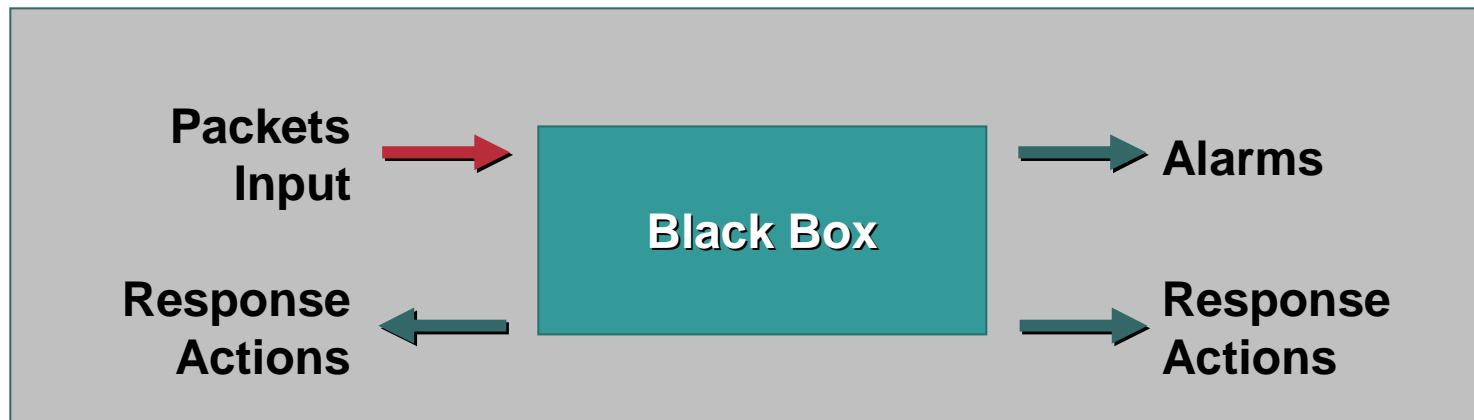 Packets
Input
Black Box
Alarms
Response
Actions
Response
Actions